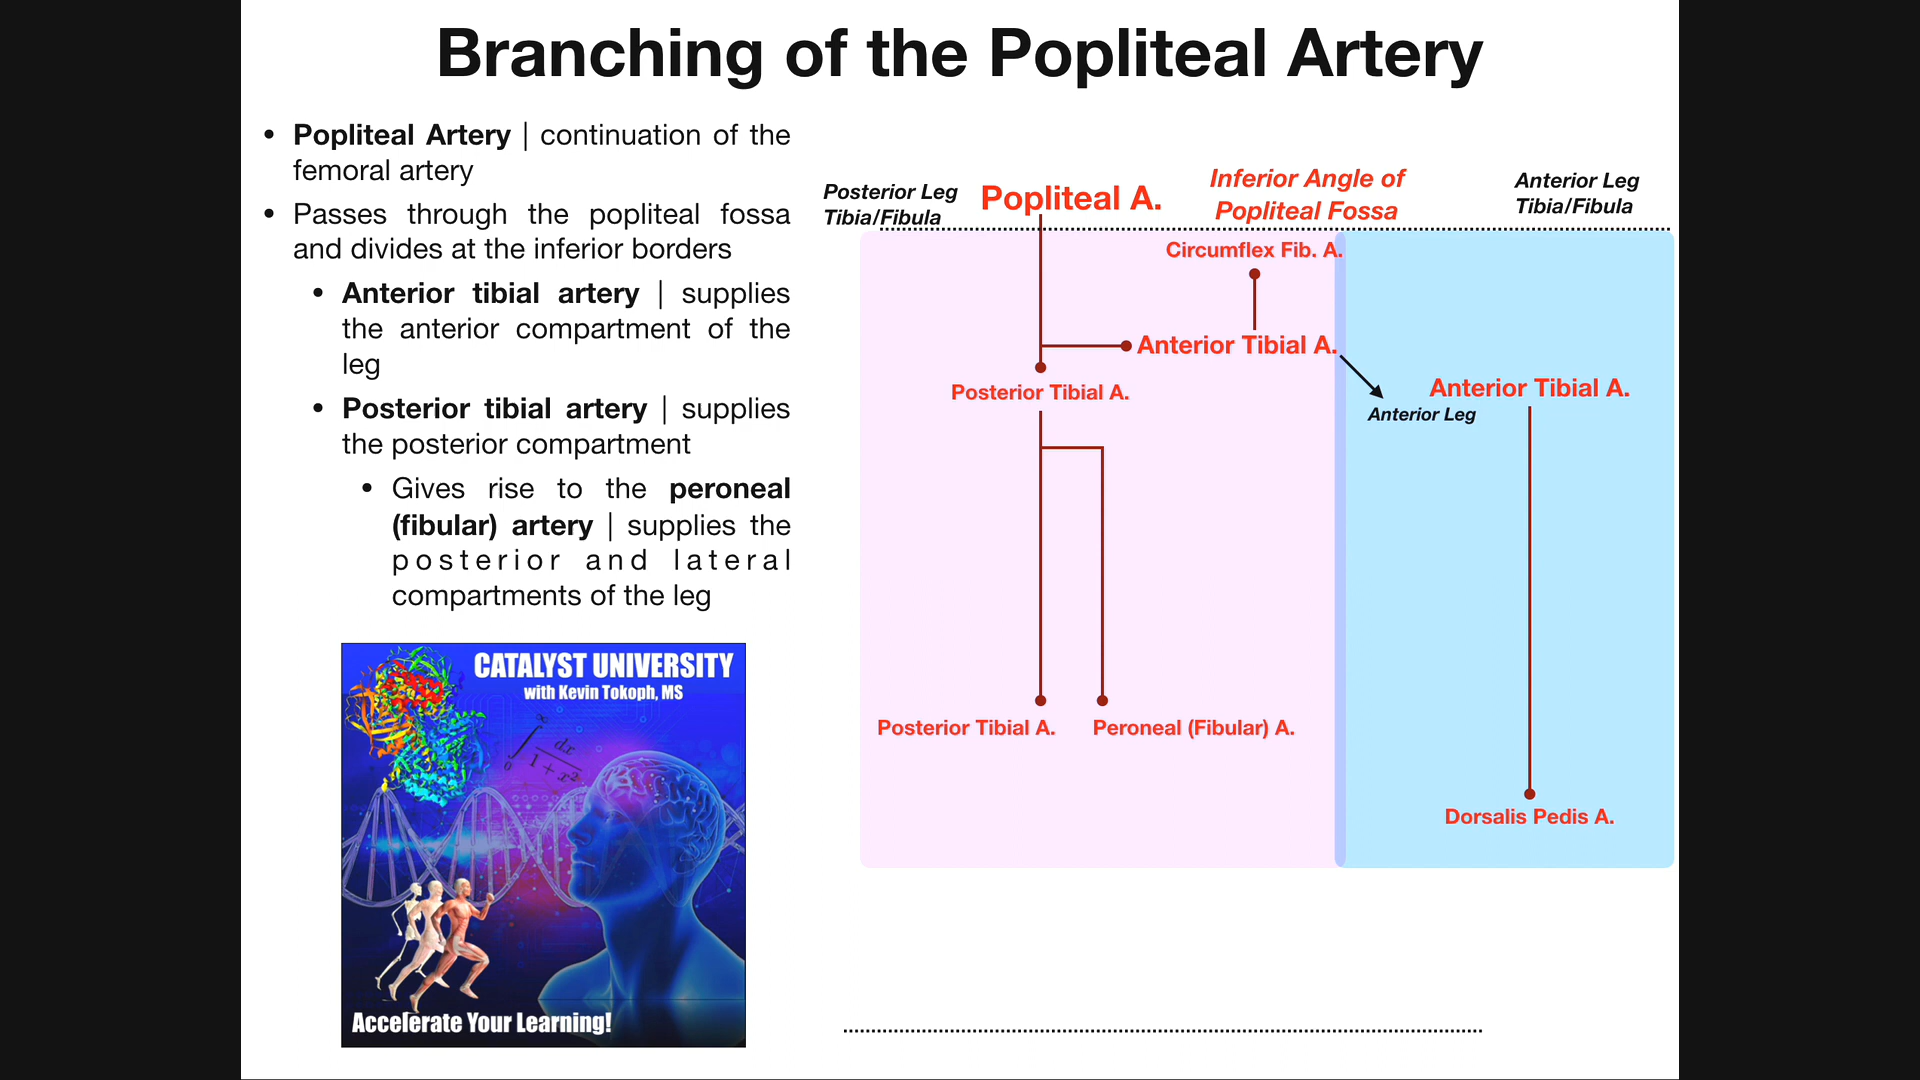 Branching of the Popliteal Artery
• Popliteal Artery | continuation of the
femoral artery
• Passes through the popliteal fossa
and divides at the inferior borders
• Anterior tibial artery | supplies
the anterior compartment of the
leg
• Posterior tibial artery | supplies
the posterior compartment
• Gives rise to the peroneal
(fibular) artery | supplies the
posterior and lateral
compartments of the leg
CATALYST UNIVERSITY
with Kevin Tokoph, MS
∫₀^∞ dx
1 + x²
Accelerate Your Learning!
Posterior Leg
Tibia/Fibula
Popliteal A.
Inferior Angle of
Popliteal Fossa
Anterior Leg
Tibia/Fibula
Circumflex Fib. A.
Anterior Tibial A.
Posterior Tibial A.
Anterior Tibial A.
Anterior Leg
Posterior Tibial A.
Peroneal (Fibular) A.
Dorsalis Pedis A.